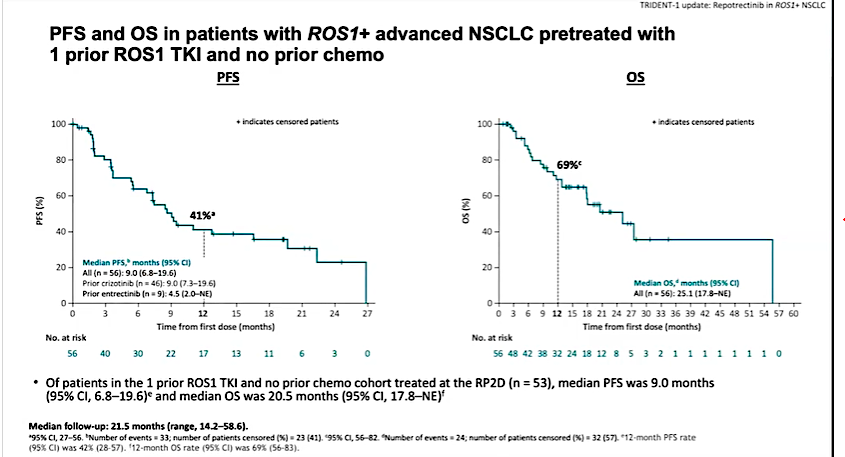 TRIDENT-1 update: Repotrectinib in ROS1+ NSCLC
PFS and OS in patients with ROS1+ advanced NSCLC pretreated with
1 prior ROS1 TKI and no prior chemo
PFS
100
80
60
40
20
0
PFS (%)
+ indicates censored patients
41%ᵃ
Median PFS,ᵇ months (95% CI)
All (n = 56): 9.0 (6.8–19.6)
Prior crizotinib (n = 46): 9.0 (7.3–19.6)
Prior entrectinib (n = 9): 4.5 (2.0–NE)
0 3 6 9 12 15 18 21 24 27
Time from first dose (months)
No. at risk
56 40 30 22 17 13 11 6 3 0
OS
100
80
60
40
20
0
OS (%)
+ indicates censored patients
69%ᶜ
Median OS,ᵈ months (95% CI)
All (n = 56): 25.1 (17.8–NE)
0 3 6 9 12 15 18 21 24 27 30 33 36 39 42 45 48 51 54 57 60
Time from first dose (months)
No. at risk
56 48 42 38 32 24 18 12 8 5 3 2 1 1 1 1 1 1 1 0
• Of patients in the 1 prior ROS1 TKI and no prior chemo cohort treated at the RP2D (n = 53), median PFS was 9.0 months
(95% CI, 6.8–19.6)ᵉ and median OS was 20.5 months (95% CI, 17.8–NE)ᶠ
Median follow-up: 21.5 months (range, 14.2–58.6).
ᵃ95% CI, 27–56. ᵇNumber of events = 33; number of patients censored (%) = 23 (41). ᶜ95% CI, 56–82. ᵈNumber of events = 24; number of patients censored (%) = 32 (57). ᵉ12-month PFS rate
(95% CI) was 42% (28-57). ᶠ12-month OS rate (95% CI) was 69% (56-83).